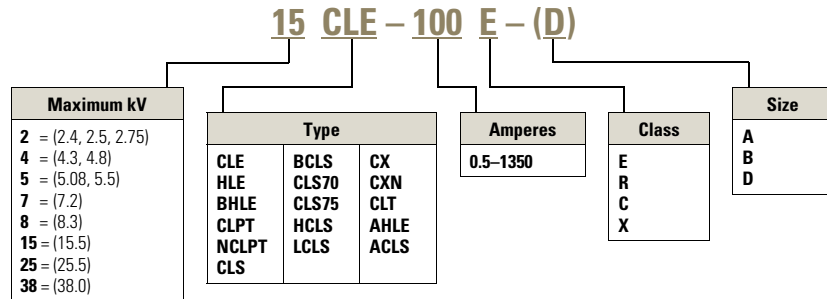 15 CLE – 100 E – (D)
Maximum kV
2 = (2.4, 2.5, 2.75)
4 = (4.3, 4.8)
5 = (5.08, 5.5)
7 = (7.2)
8 = (8.3)
15 = (15.5)
25 = (25.5)
38 = (38.0)
Type
CLE BCLS CX
HLE CLS70 CXN
BHLE CLS75 CLT
CLPT HCLS AHLE
NCLPT LCLS ACLS
CLS
Amperes
0.5–1350
Class
E
R
C
X
Size
A
B
D